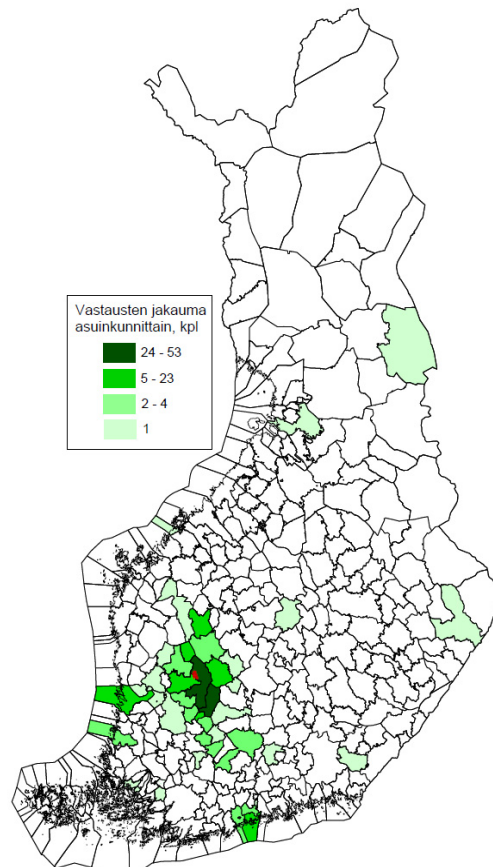 Vastausten jakauma
asuinkunnittain, kpl
24 - 53
5 - 23
2 - 4
1